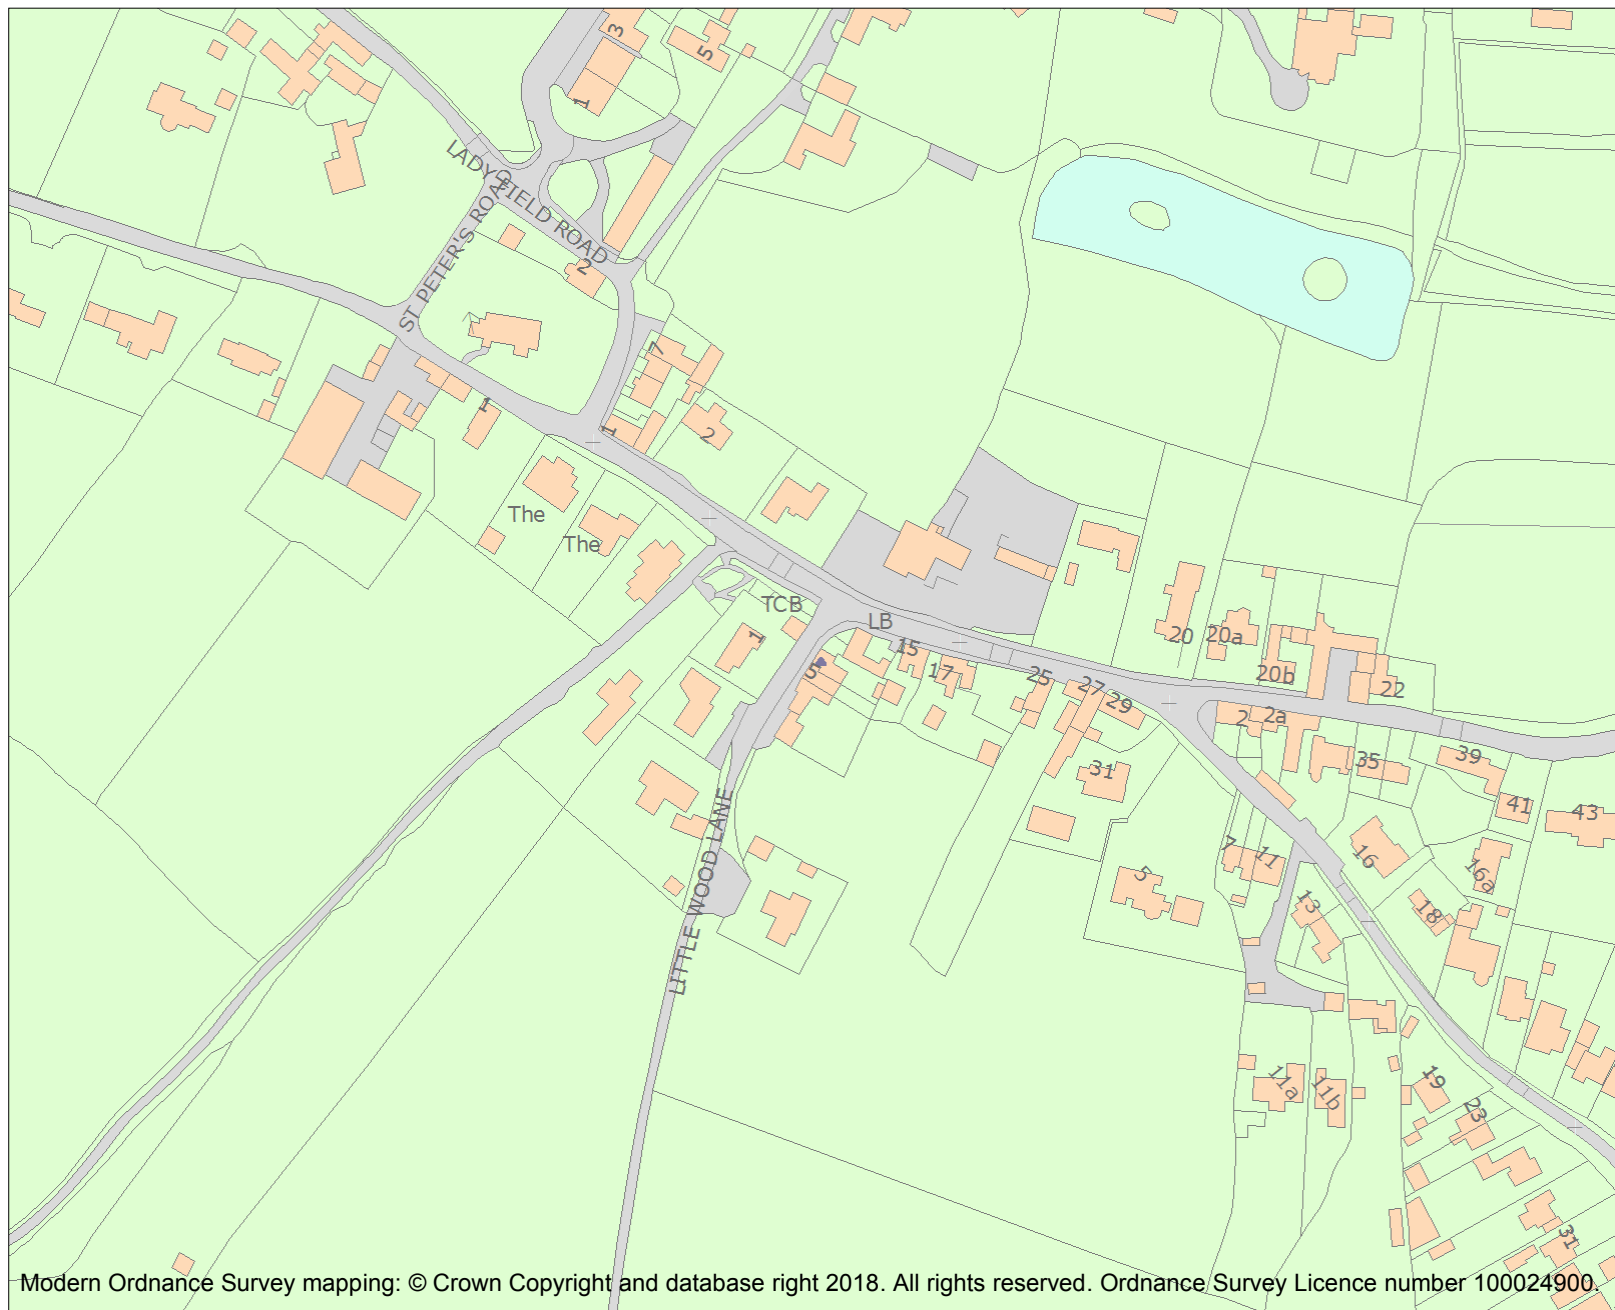 3
5
1
LADYFIELD ROAD
ST PETER'S ROAD
2
7
1
1
2
The
The
TCB
LB
1
5
15
17
25
27
29
20
20a
20b
22
2
2a
31
35
39
41
43
5
7
11
13
16
16a
18
LITTLE WOOD LANE
11a
11b
19
23
31
Modern Ordnance Survey mapping: © Crown Copyright and database right 2018. All rights reserved. Ordnance Survey Licence number 100024900.